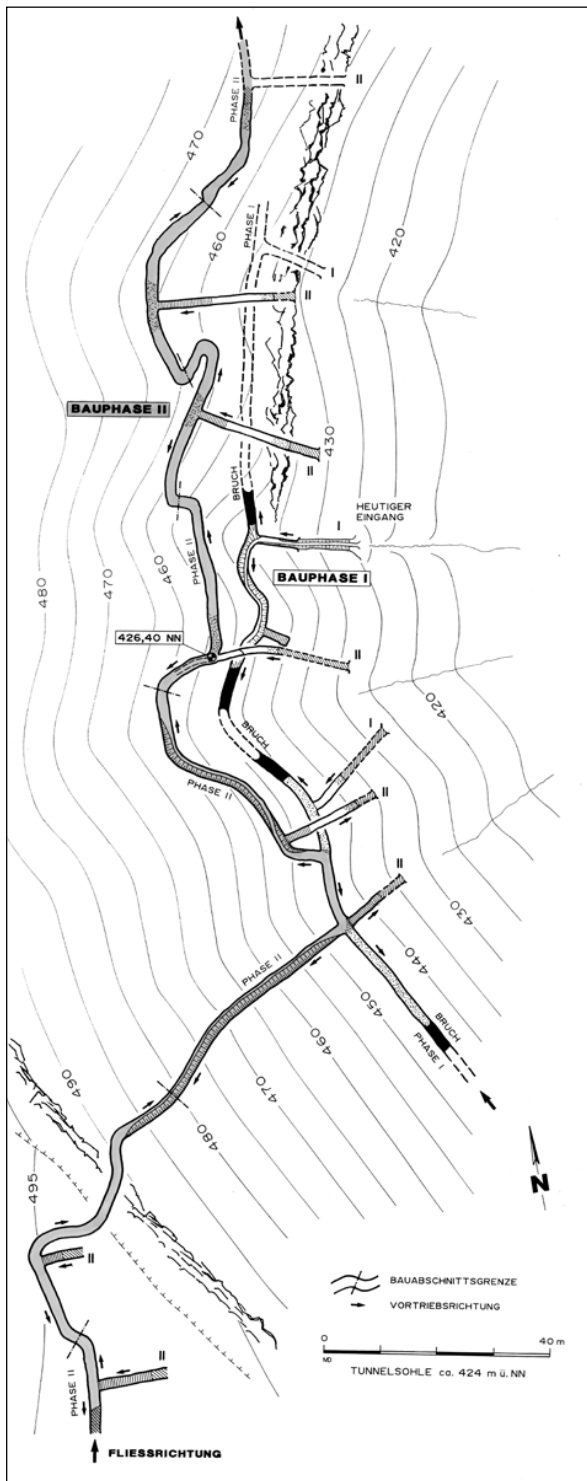 II
PHASE II
470
420
PHASE I
460
I
II
BAUPHASE II
430
II
BRUCH
HEUTIGER
EINGANG
I
480
470
460
PHASE II
BAUPHASE I
426,40 NN
II
420
I
BRUCH
PHASE II
II
II
430
440
450
PHASE II
460
BRUCH
PHASE I
470
490
480
N
495
II
BAUABSCHNITTSGRENZE
VORTRIEBSRICHTUNG
0 40 m
TUNNELSOHLE ca. 424 m ü. NN
II
PHASE II
FLIESSRICHTUNG